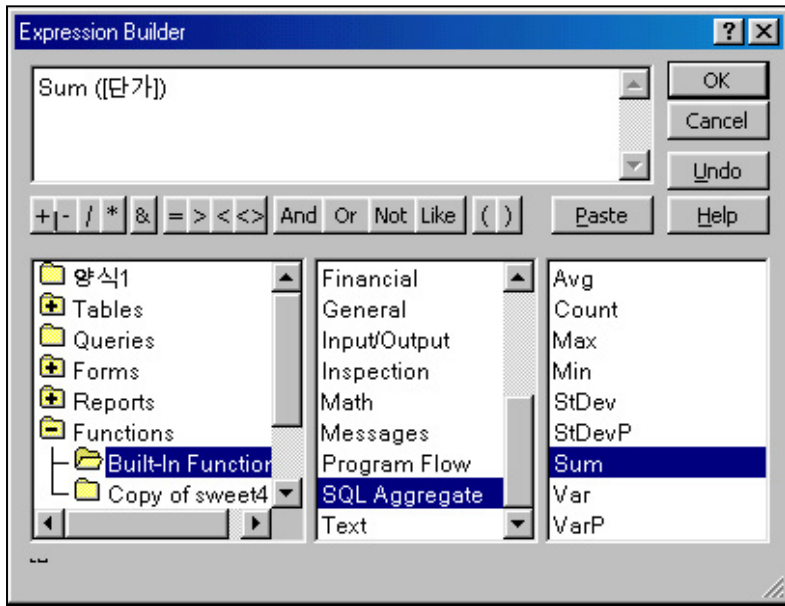 Expression Builder
? ×
Sum ([단가])
OK
Cancel
Undo
+ - / * & = > < <> And Or Not Like ( ) Paste Help
양식1
Tables
Queries
Forms
Reports
Functions
Built-In Function
Copy of sweet4
Financial
General
Input/Output
Inspection
Math
Messages
Program Flow
SQL Aggregate
Text
Avg
Count
Max
Min
StDev
StDevP
Sum
Var
VarP